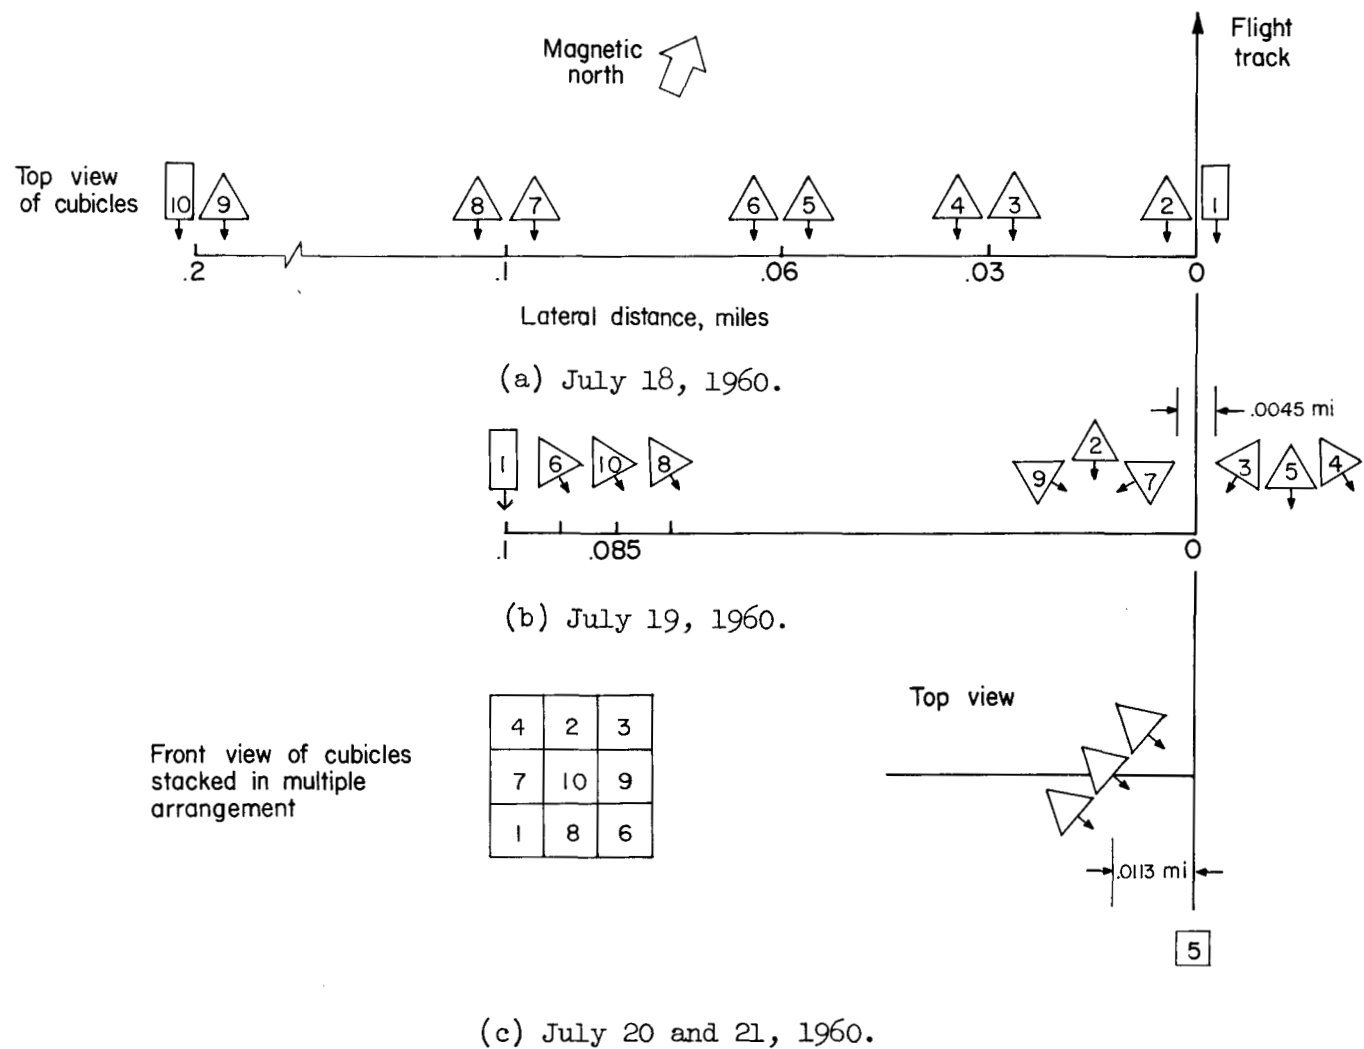 Magnetic
north
Flight
track
Top view
of cubicles
10 9 8 7 6 5 4 3 2 1
.2 .1 .06 .03 0
Lateral distance, miles
(a) July 18, 1960.
.0045 mi
1 6 10 8 9 2 7 3 5 4
.1 .085 0
(b) July 19, 1960.
Top view
Front view of cubicles
stacked in multiple
arrangement
4 2 3
7 10 9
1 8 6
.0113 mi
5
(c) July 20 and 21, 1960.